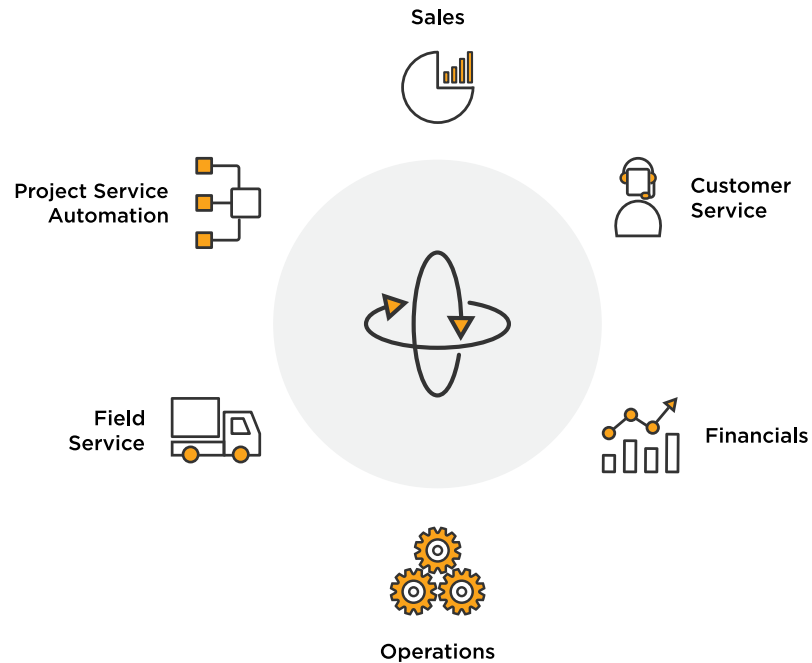 Sales
Project Service
Automation
Customer
Service
Field
Service
Financials
Operations